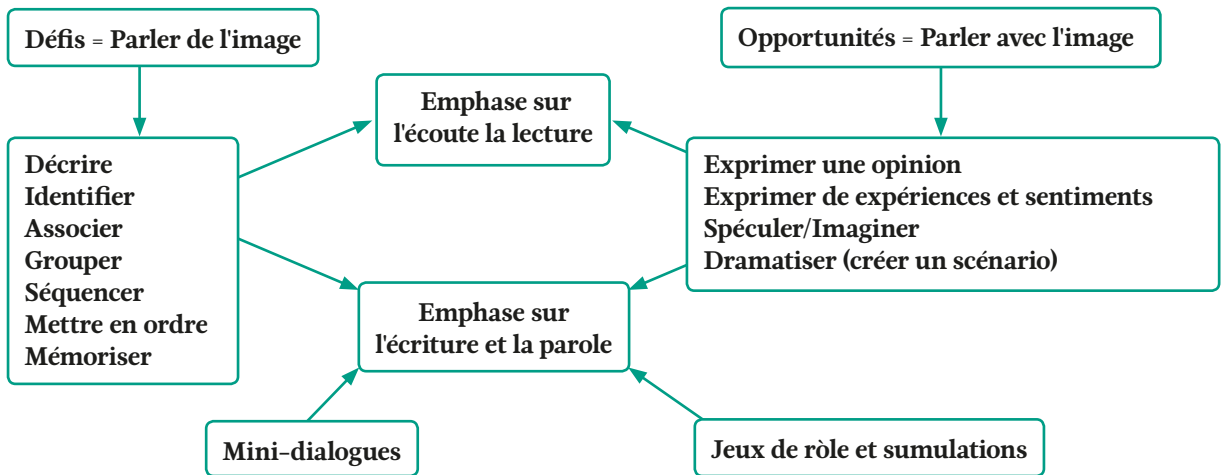 Défis = Parler de l'image
Opportunités = Parler avec l'image
Emphase sur
l'écoute la lecture
Décrire
Identifier
Associer
Grouper
Séquencer
Mettre en ordre
Mémoriser
Exprimer une opinion
Exprimer de expériences et sentiments
Spéculer/Imaginer
Dramatiser (créer un scénario)
Emphase sur
l'écriture et la parole
Mini-dialogues
Jeux de ròle et sumulations